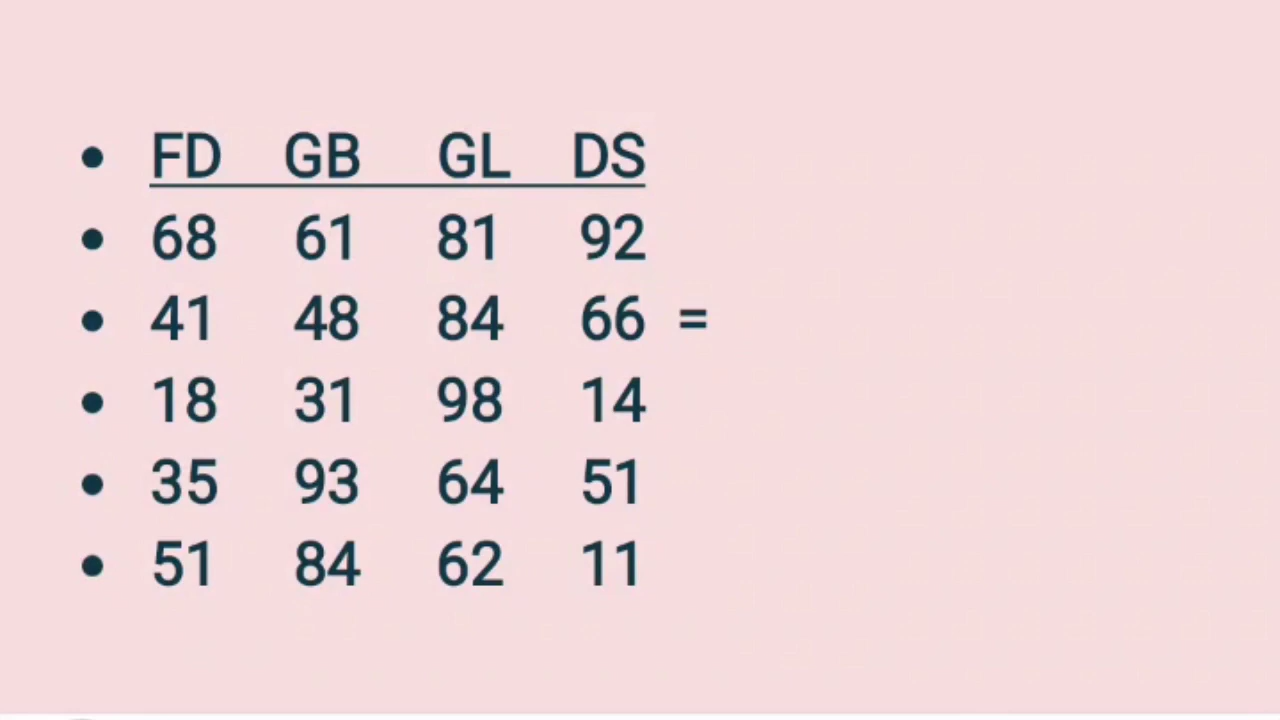 • FD GB GL DS
• 68 61 81 92
• 41 48 84 66 =
• 18 31 98 14
• 35 93 64 51
• 51 84 62 11